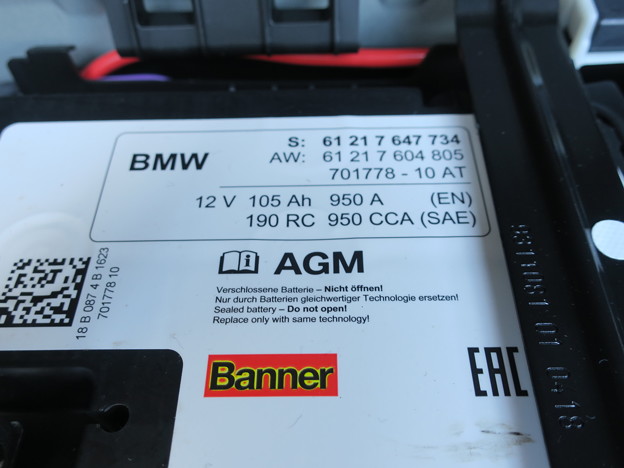 BMW
S: 61 21 7 647 734
AW: 61 21 7 604 805
701778 - 10 AT
12 V 105 Ah 950 A (EN)
190 RC 950 CCA (SAE)
AGM
Verschlossene Batterie – Nicht öffnen!
Nur durch Batterien gleichwertiger Technologie ersetzen!
Sealed battery – Do not open!
Replace only with same technology!
18 B 087 4 B 1623
701778 10
Banner
EAC